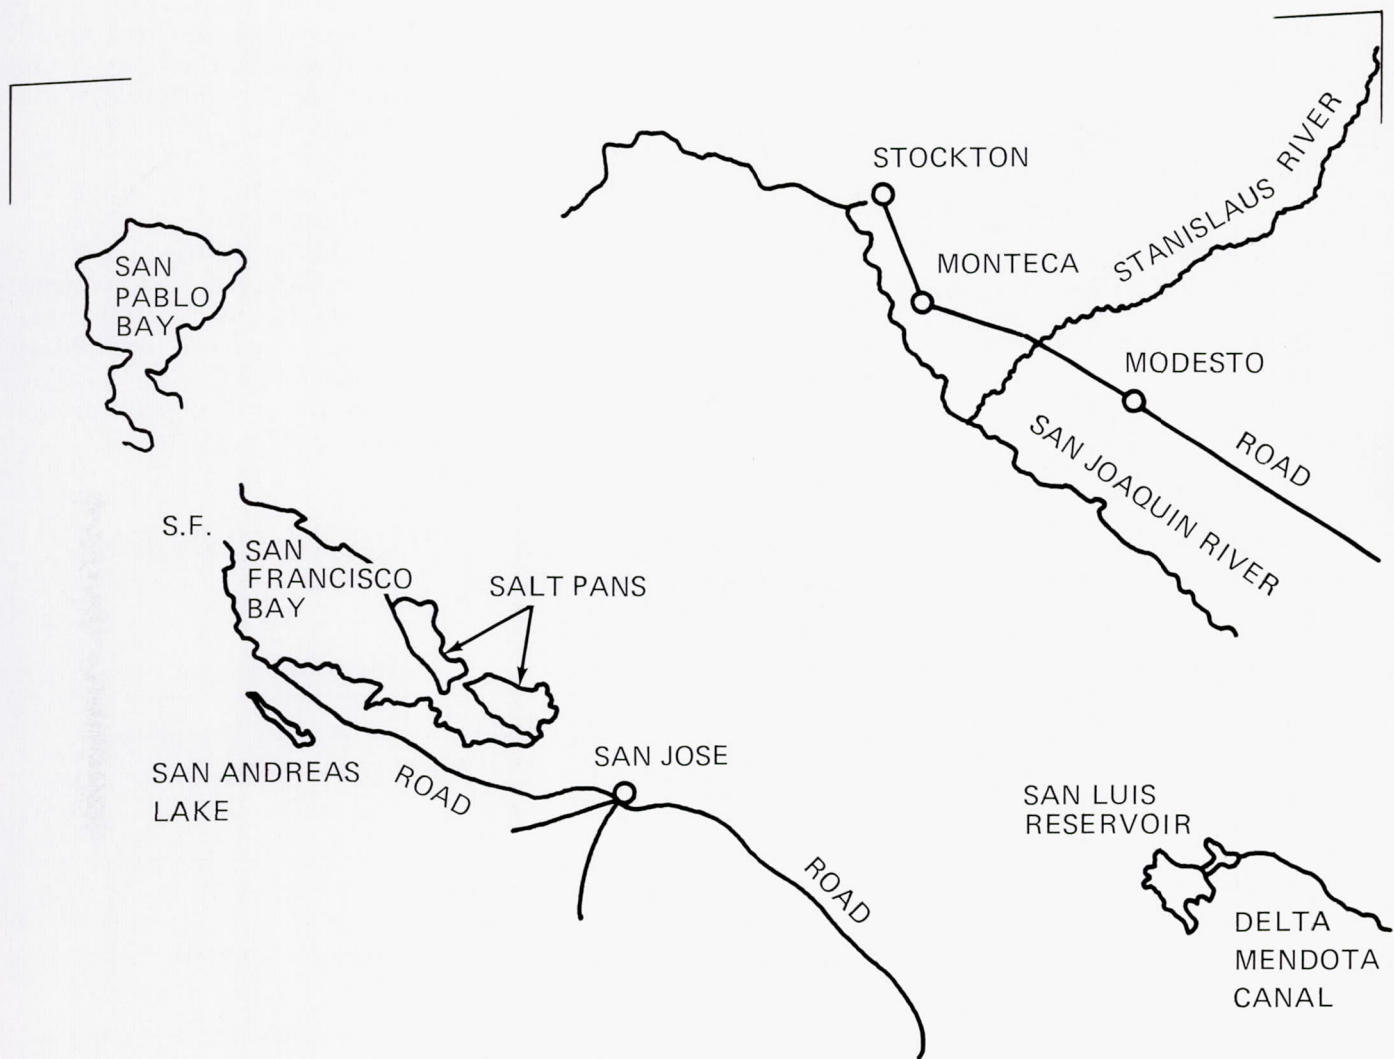 STOCKTON
STANISLAUS RIVER
MONTECA
SAN
PABLO
BAY
MODESTO
ROAD
SAN JOAQUIN RIVER
S.F.
SAN
FRANCISCO
BAY
SALT PANS
SAN JOSE
SAN ANDREAS
LAKE
ROAD
SAN LUIS
RESERVOIR
ROAD
DELTA
MENDOTA
CANAL